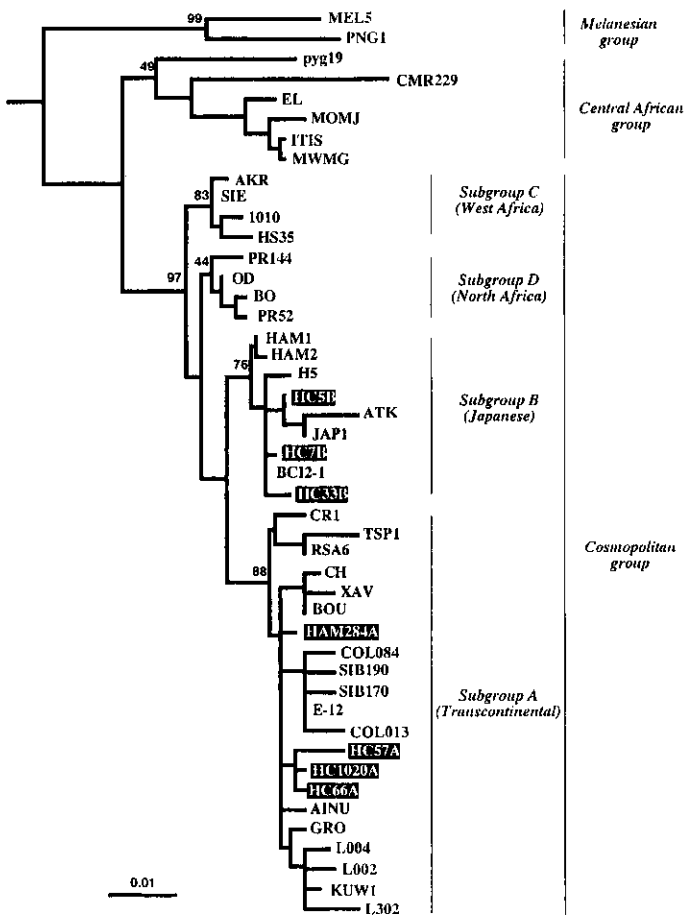 99
MEL5
PNG1
Melanesian
group
49
pyg19
CMR229
EL
MOMJ
ITIS
MWMG
Central African
group
83
AKR
SIE
1010
HS35
Subgroup C
(West Africa)
97
44
PR144
OD
BO
PR52
Subgroup D
(North Africa)
76
HAM1
HAM2
H5
HC5B
ATK
JAP1
HC7B
BCI2-1
HC33B
Subgroup B
(Japanese)
88
CR1
TSP1
RSA6
CH
XAV
BOU
HAM284A
COL084
SIB190
SIB170
E-12
COL013
HC57A
HC1020A
HC66A
AINU
GRO
L004
L002
KUW1
L302
Subgroup A
(Transcontinental)
Cosmopolitan
group
0.01